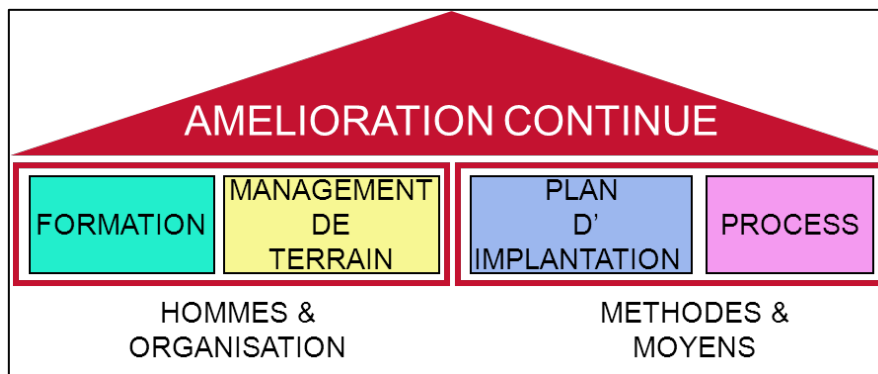 AMELIORATION CONTINUE
FORMATION
MANAGEMENT
DE
TERRAIN
PLAN
D'
IMPLANTATION
PROCESS
HOMMES &
ORGANISATION
METHODES &
MOYENS